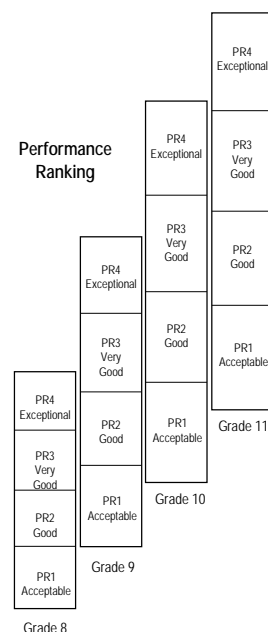 Performance
Ranking
PR4
Exceptional
PR3
Very
Good
PR2
Good
PR1
Acceptable
Grade 8
PR4
Exceptional
PR3
Very
Good
PR2
Good
PR1
Acceptable
Grade 9
PR4
Exceptional
PR3
Very
Good
PR2
Good
PR1
Acceptable
Grade 10
PR4
Exceptional
PR3
Very
Good
PR2
Good
PR1
Acceptable
Grade 11